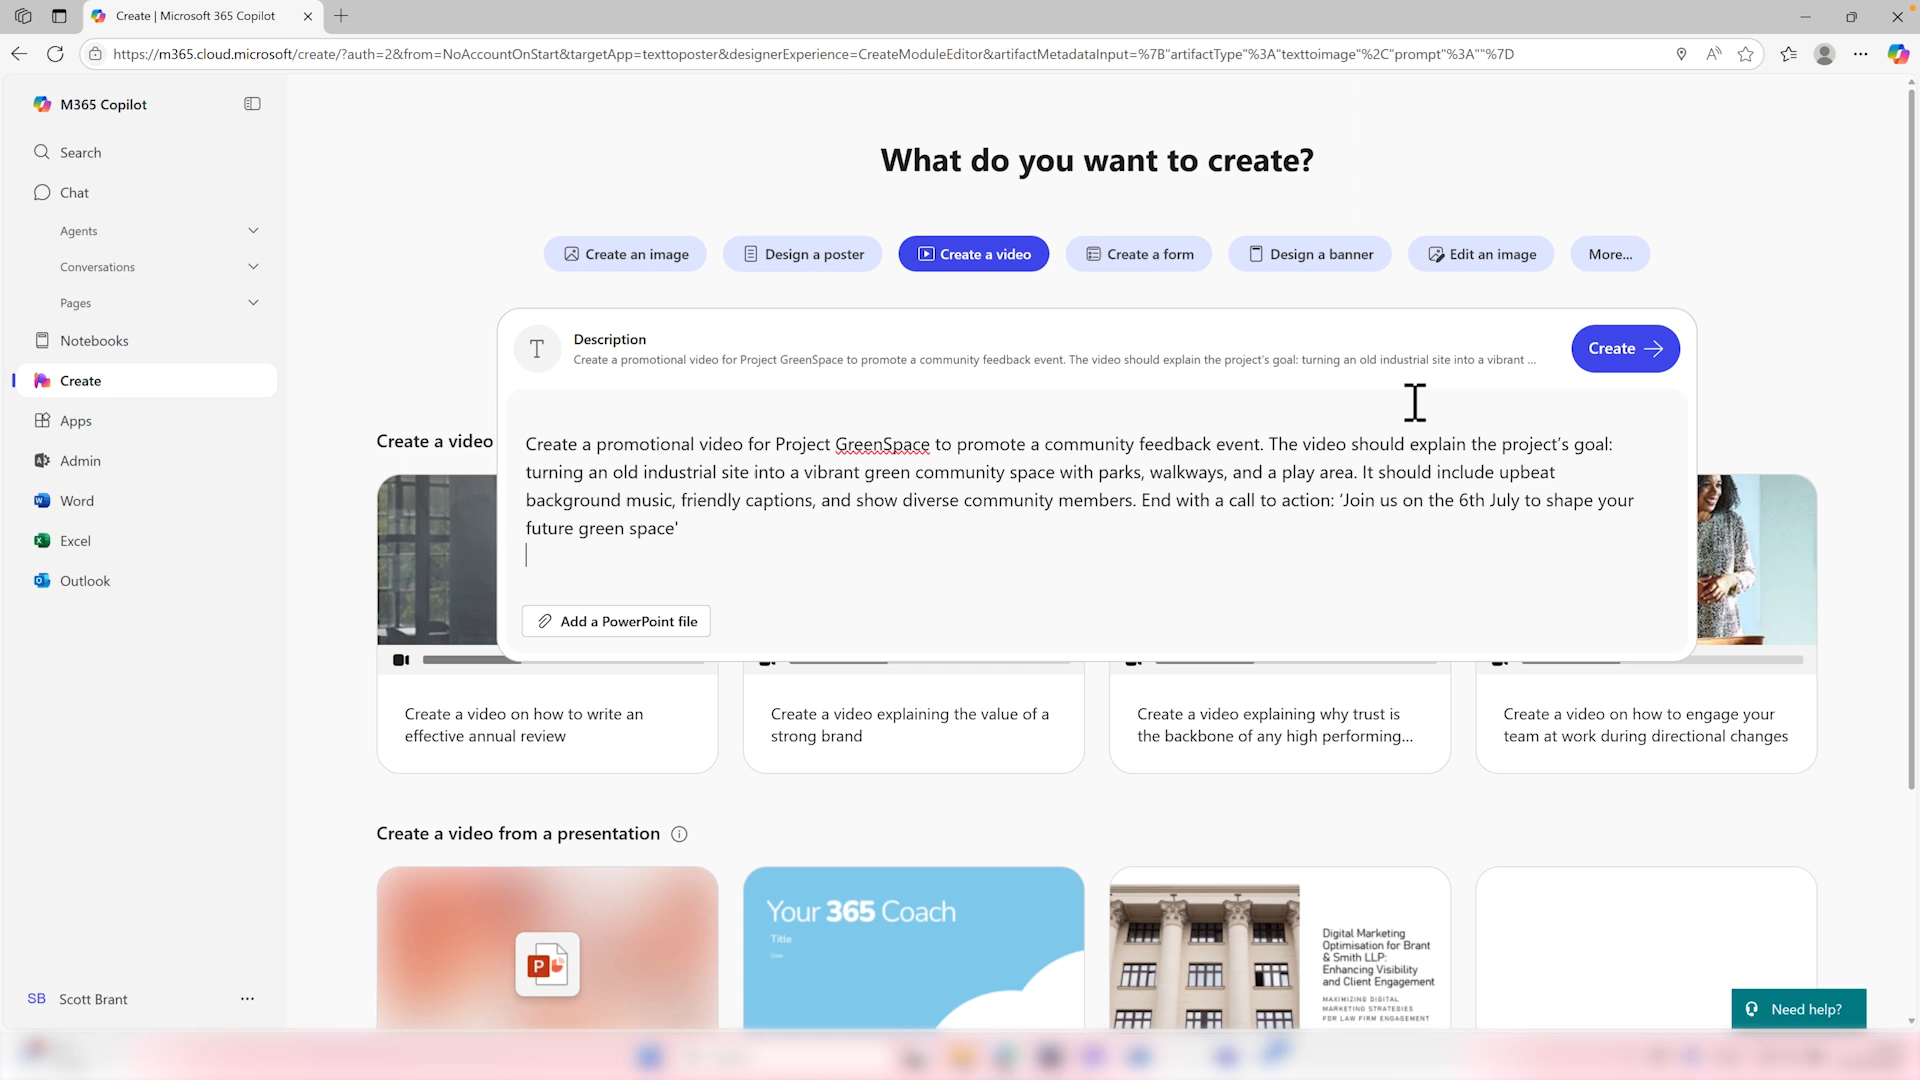 Create | Microsoft 365 Copilot
https://m365.cloud.microsoft/create/?auth=2&from=NoAccountOnStart&targetApp=texttoposter&designerExperience=CreateModuleEditor&artifactMetadataInput=%7B"artifactType"%3A"texttoimage"%2C"prompt"%3A""%7D
M365 Copilot
Search
Chat
Agents
Conversations
Pages
Notebooks
Create
Apps
Admin
Word
Excel
Outlook
SB Scott Brant
What do you want to create?
Create an image
Design a poster
Create a video
Create a form
Design a banner
Edit an image
More...
T
Description
Create a promotional video for Project GreenSpace to promote a community feedback event. The video should explain the project's goal: turning an old industrial site into a vibrant ...
Create
Create a promotional video for Project GreenSpace to promote a community feedback event. The video should explain the project's goal:
turning an old industrial site into a vibrant green community space with parks, walkways, and a play area. It should include upbeat
background music, friendly captions, and show diverse community members. End with a call to action: 'Join us on the 6th July to shape your
future green space'
Add a PowerPoint file
Create a video
Create a video on how to write an
effective annual review
Create a video explaining the value of a
strong brand
Create a video explaining why trust is
the backbone of any high performing...
Create a video on how to engage your
team at work during directional changes
Create a video from a presentation
P
Your 365 Coach
Title
Date
Digital Marketing
Optimisation for Brant
& Smith LLP:
Enhancing Visibility
and Client Engagement
MAXIMIZING DIGITAL
MARKETING STRATEGIES
FOR LAW FIRM ENGAGEMENT
Need help?